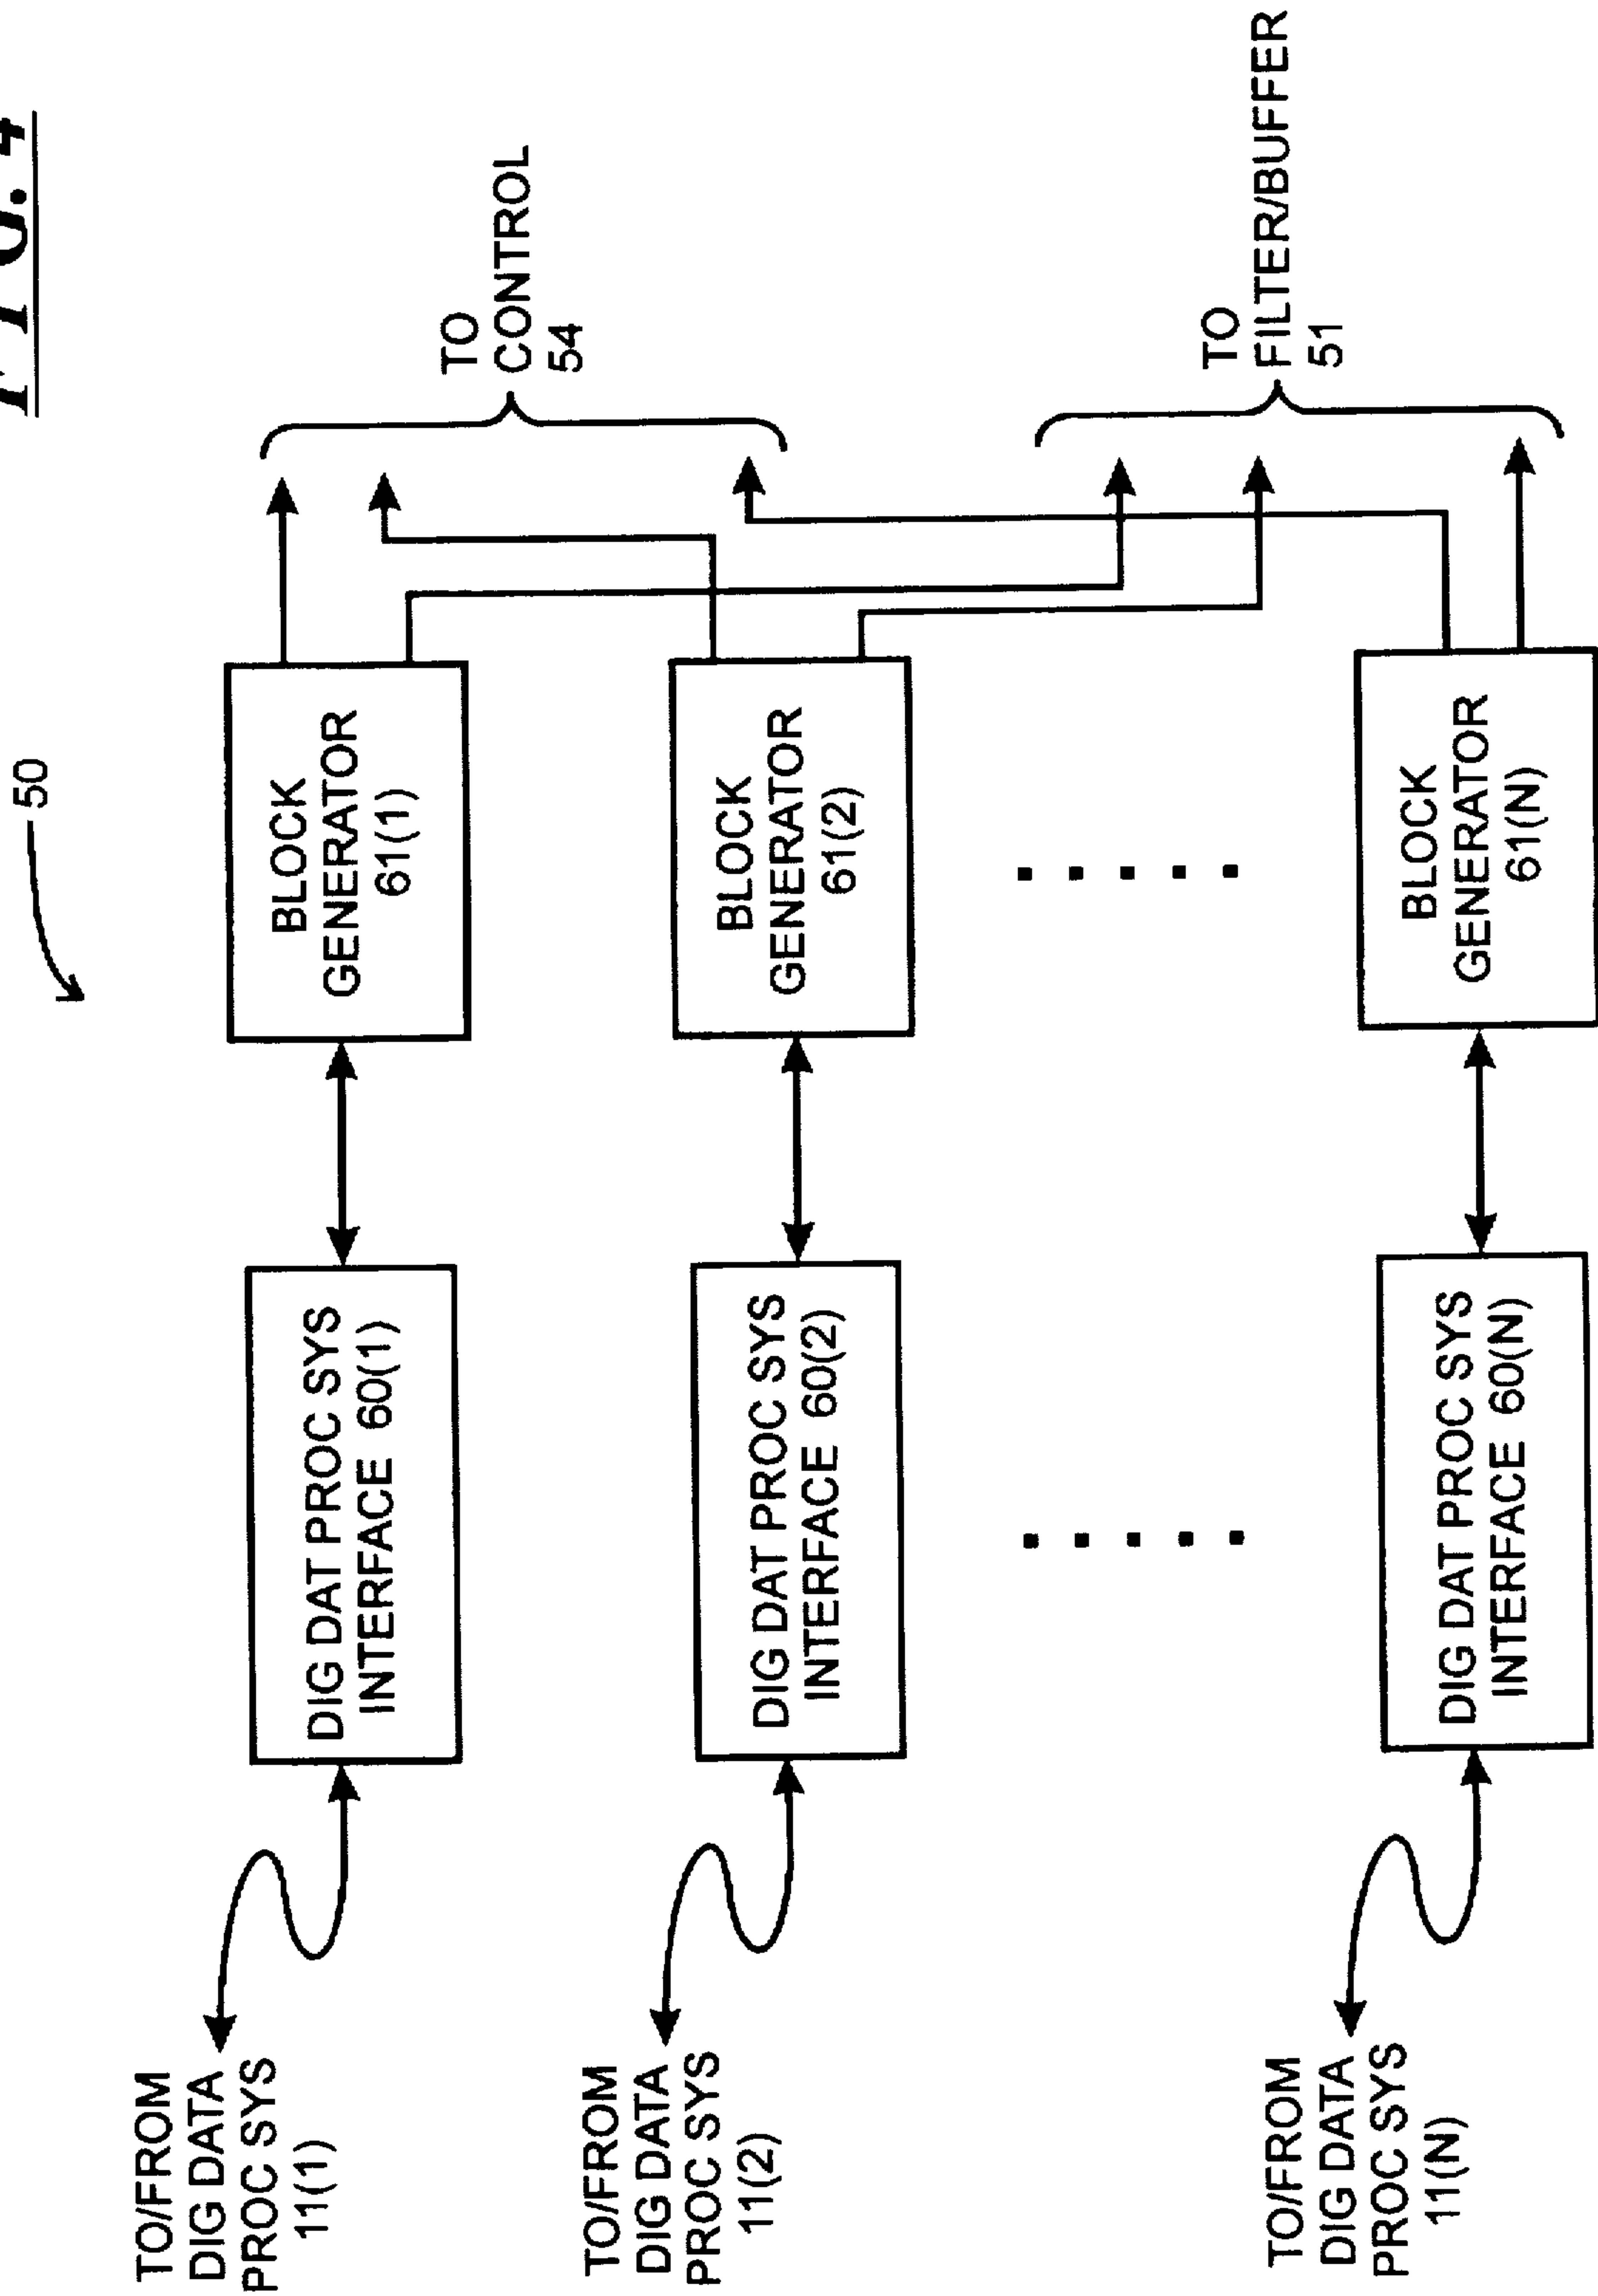 FIG. 4
50
TO/FROM
DIG DATA
PROC SYS
11(1)
DIG DAT PROC SYS
INTERFACE 60(1)
BLOCK
GENERATOR
61(1)
TO
CONTROL
54
TO/FROM
DIG DATA
PROC SYS
11(2)
DIG DAT PROC SYS
INTERFACE 60(2)
BLOCK
GENERATOR
61(2)
TO
FILTER/BUFFER
51
TO/FROM
DIG DATA
PROC SYS
11(N)
DIG DAT PROC SYS
INTERFACE 60(N)
BLOCK
GENERATOR
61(N)